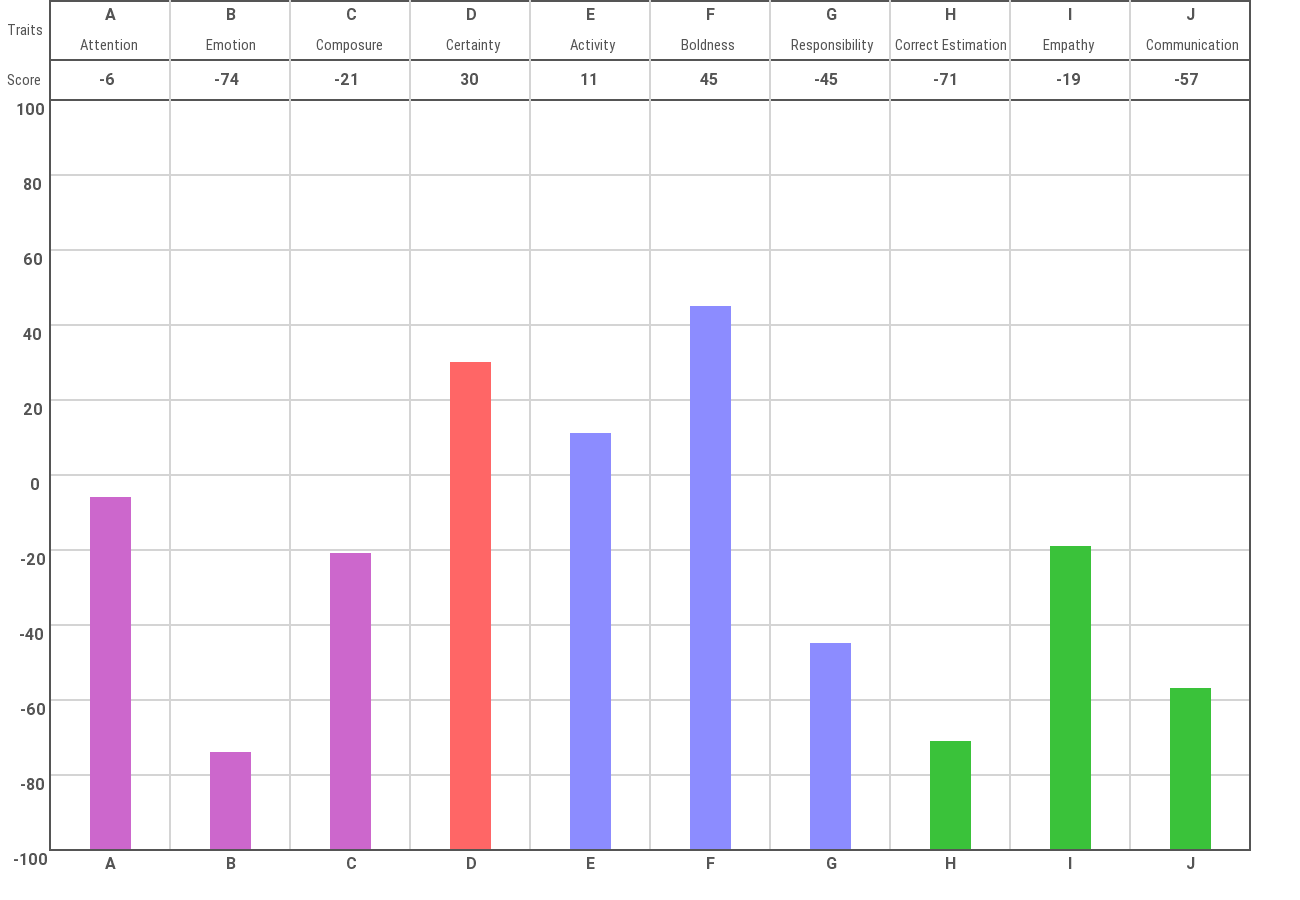 A B C D E F G H I J
Traits
Attention Emotion Composure Certainty Activity Boldness Responsibility Correct Estimation Empathy Communication
Score -6 -74 -21 30 11 45 -45 -71 -19 -57
100
80
60
40
20
0
-20
-40
-60
-80
-100
A B C D E F G H I J